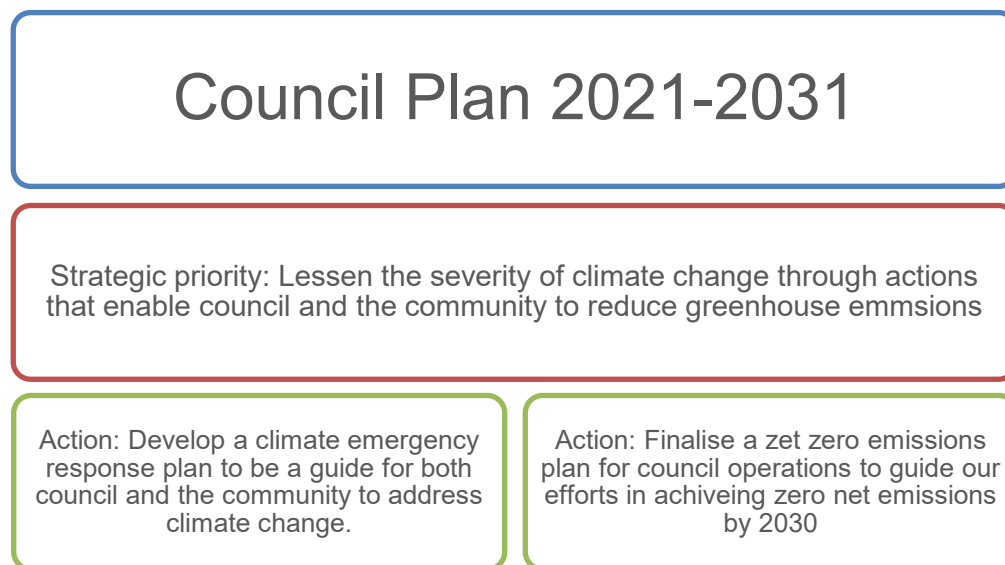 Council Plan 2021-2031
Strategic priority: Lessen the severity of climate change through actions
that enable council and the community to reduce greenhouse emmsions
Action: Develop a climate emergency
response plan to be a guide for both
council and the community to address
climate change.
Action: Finalise a zet zero emissions
plan for council operations to guide our
efforts in achiveing zero net emissions
by 2030